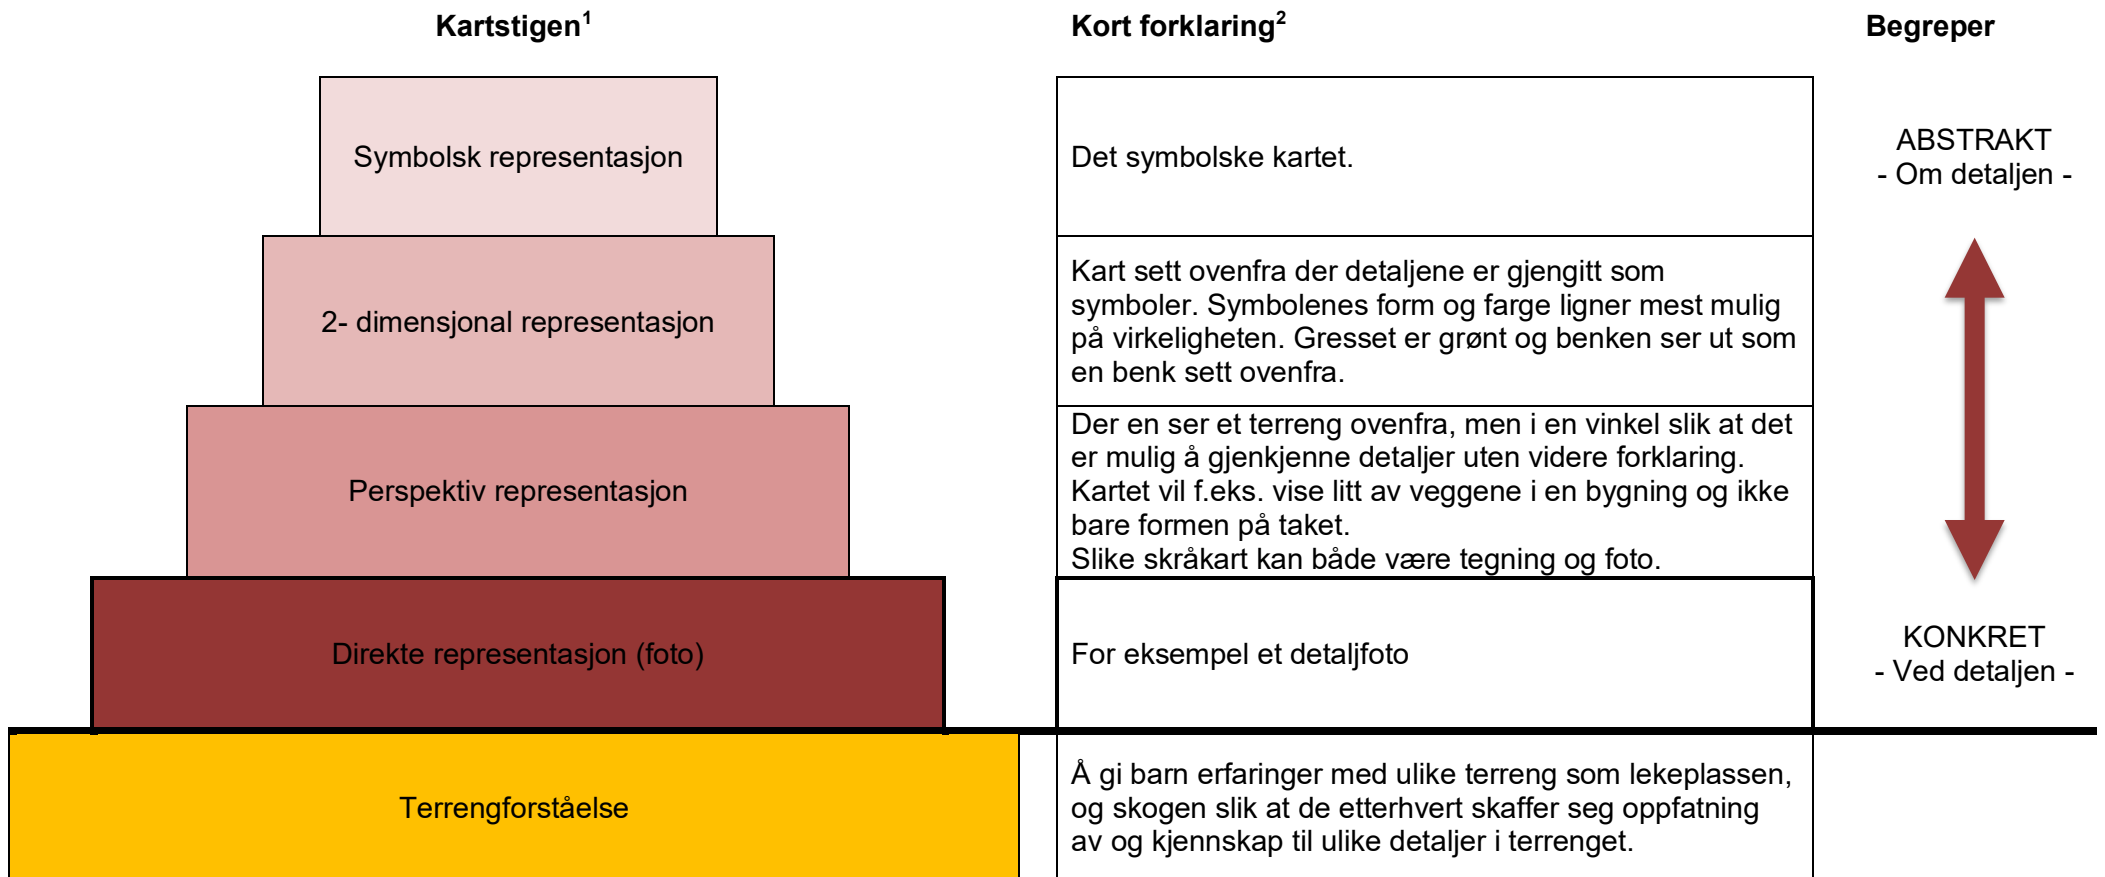 Kartstigen¹ Kort forklaring² Begreper
Symbolsk representasjon
Det symbolske kartet.
ABSTRAKT
- Om detaljen -
2- dimensjonal representasjon
Kart sett ovenfra der detaljene er gjengitt som
symboler. Symbolenes form og farge ligner mest mulig
på virkeligheten. Gresset er grønt og benken ser ut som
en benk sett ovenfra.
Perspektiv representasjon
Der en ser et terreng ovenfra, men i en vinkel slik at det
er mulig å gjenkjenne detaljer uten videre forklaring.
Kartet vil f.eks. vise litt av veggene i en bygning og ikke
bare formen på taket.
Slike skråkart kan både være tegning og foto.
Direkte representasjon (foto)
For eksempel et detaljfoto
KONKRET
- Ved detaljen -
Terrengforståelse
Å gi barn erfaringer med ulike terreng som lekeplassen,
og skogen slik at de etterhvert skaffer seg oppfatning
av og kjennskap til ulike detaljer i terrenget.